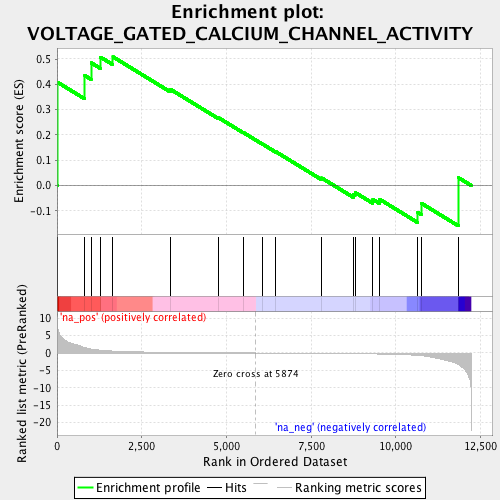 Enrichment plot:
VOLTAGE_GATED_CALCIUM_CHANNEL_ACTIVITY
Enrichment score (ES)
0.5
0.4
0.3
0.2
0.1
0.0
-0.1
Ranked list metric (PreRanked)
10
5
0
-5
-10
-15
-20
'na_pos' (positively correlated)
Zero cross at 5874
'na_neg' (negatively correlated)
0
2,500
5,000
7,500
10,000
12,500
Rank in Ordered Dataset
Enrichment profile
Hits
Ranking metric scores